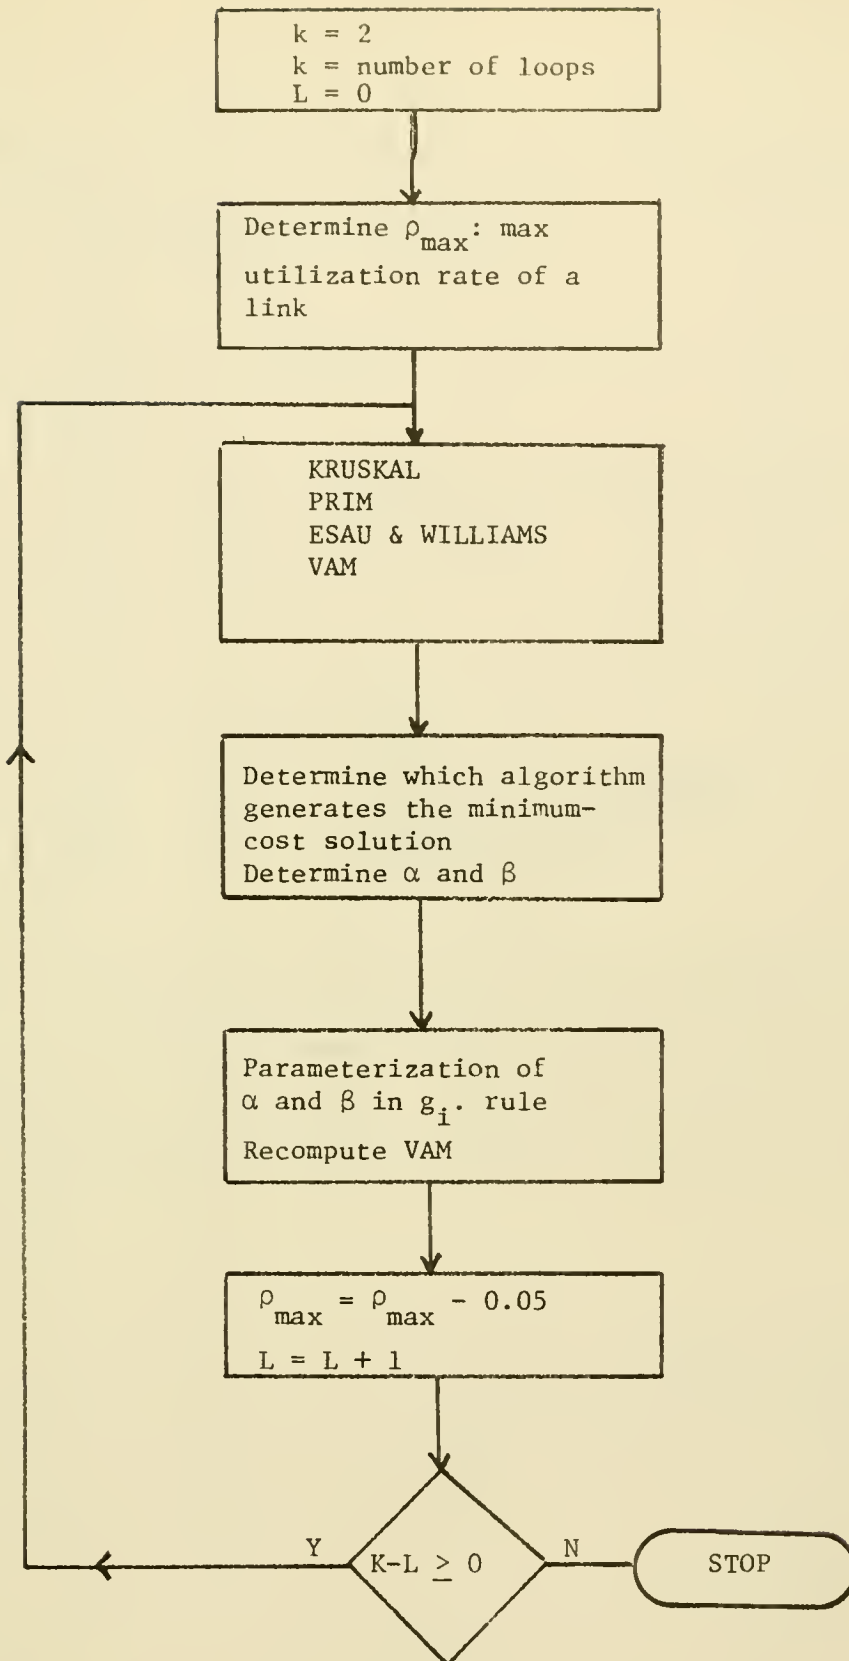 k = 2
k = number of loops
L = 0
Determine ρmax: max
utilization rate of a
link
KRUSKAL
PRIM
ESAU & WILLIAMS
VAM
Determine which algorithm
generates the minimum-
cost solution
Determine α and β
Parameterization of
α and β in gi. rule
Recompute VAM
ρmax = ρmax - 0.05
L = L + 1
Y
K-L ≥ 0
N
STOP